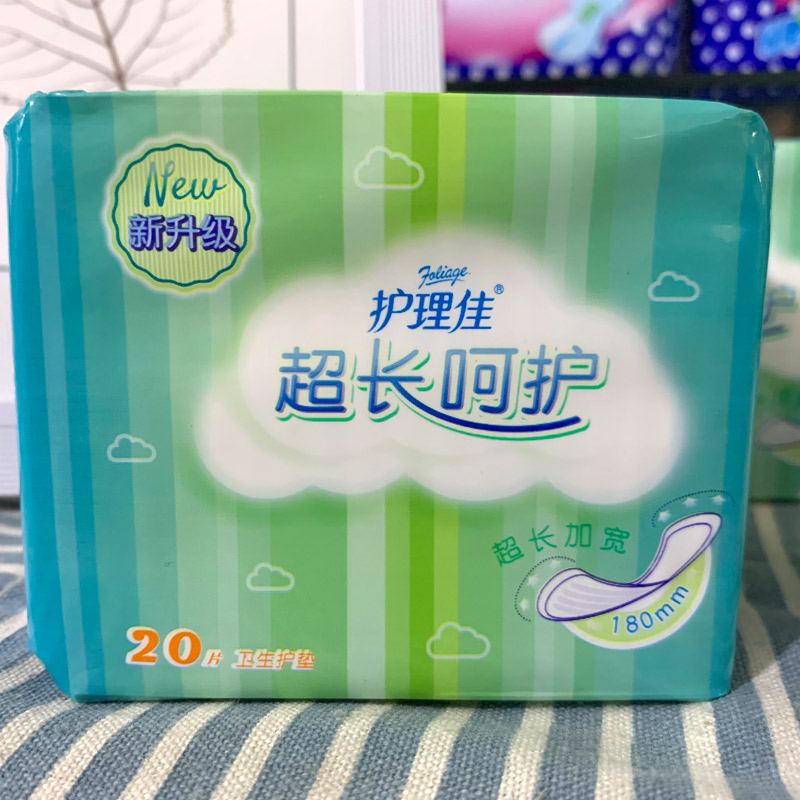 New
新升级
Foliage
护理佳®
超长呵护
超长加宽
180mm
20片 卫生护垫